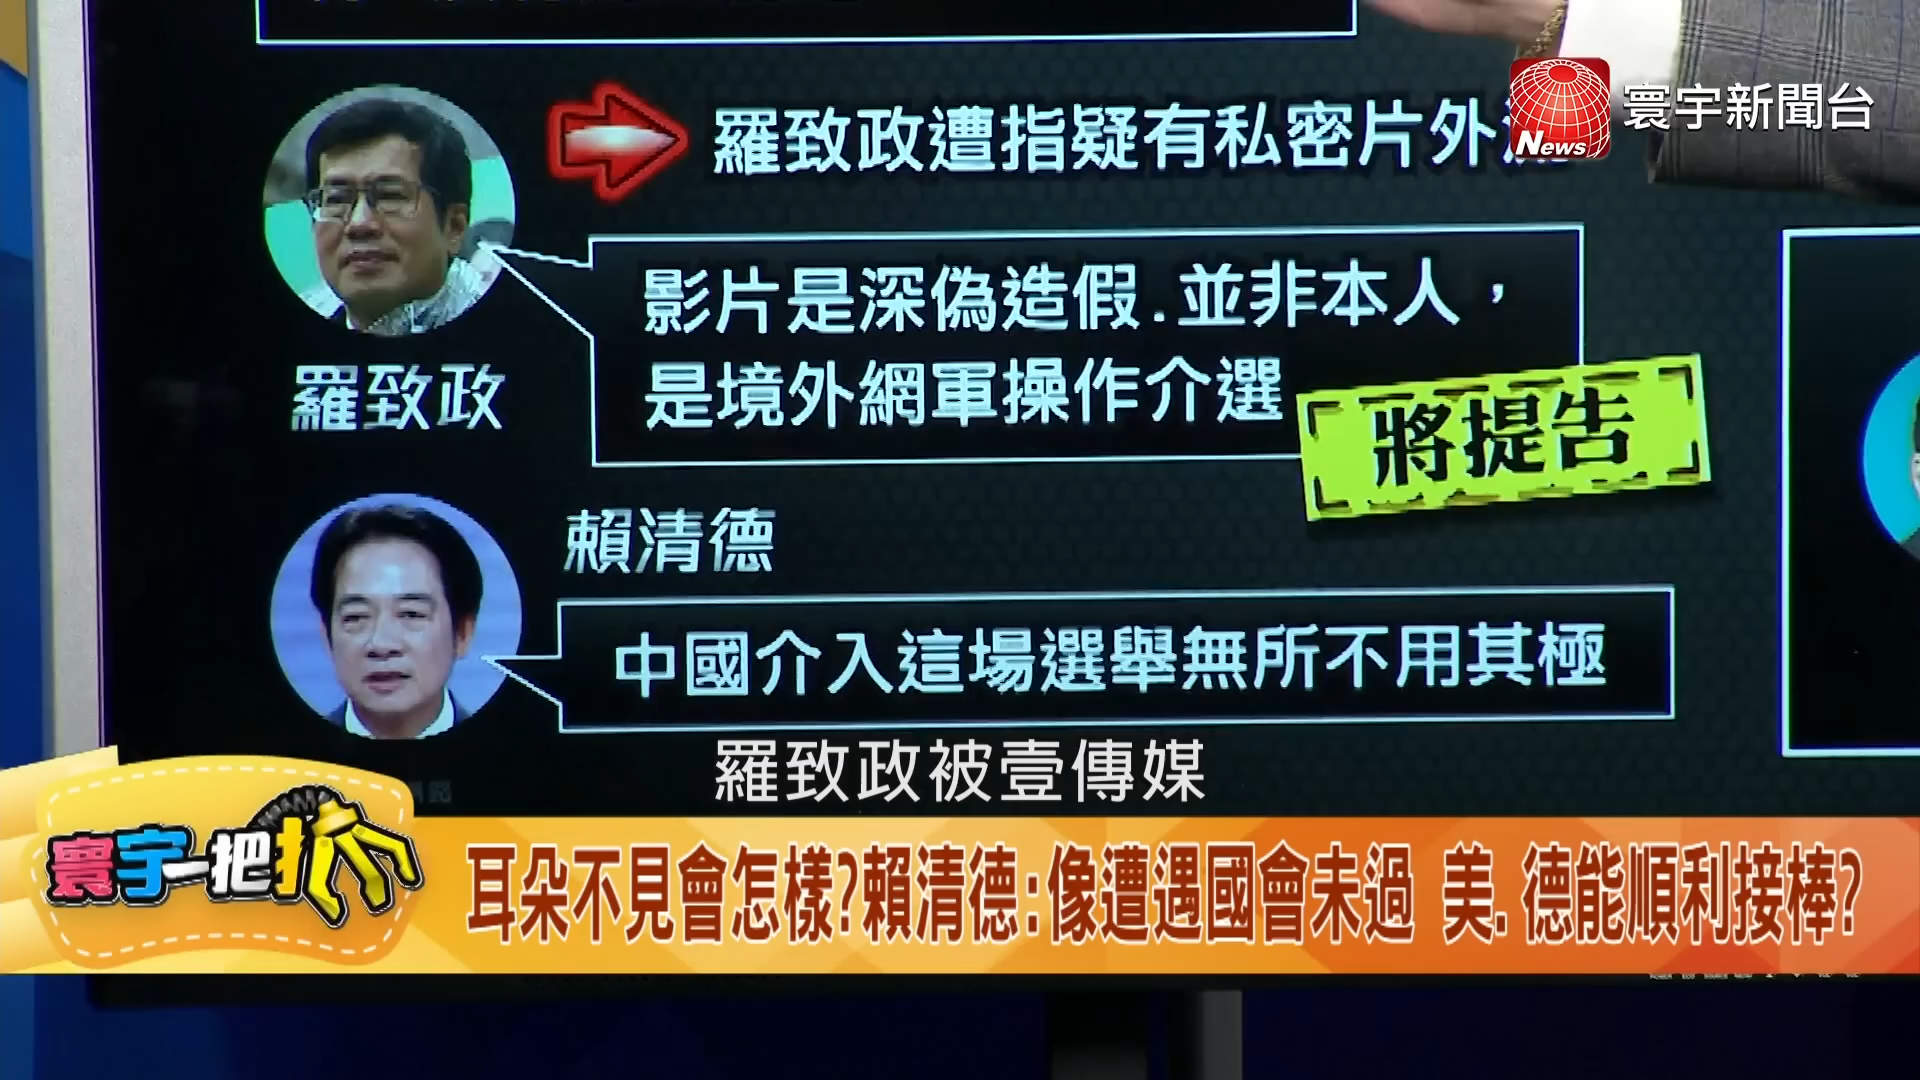 羅致政遭指疑有私密片外
News
寰宇新聞台
影片是深偽造假.並非本人，
是境外網軍操作介選
將提告
羅致政
賴清德
中國介入這場選舉無所不用其極
羅致政被壹傳媒
寰宇一把抓
耳朵不見會怎樣?賴清德:像遭遇國會未過 美.德能順利接棒?